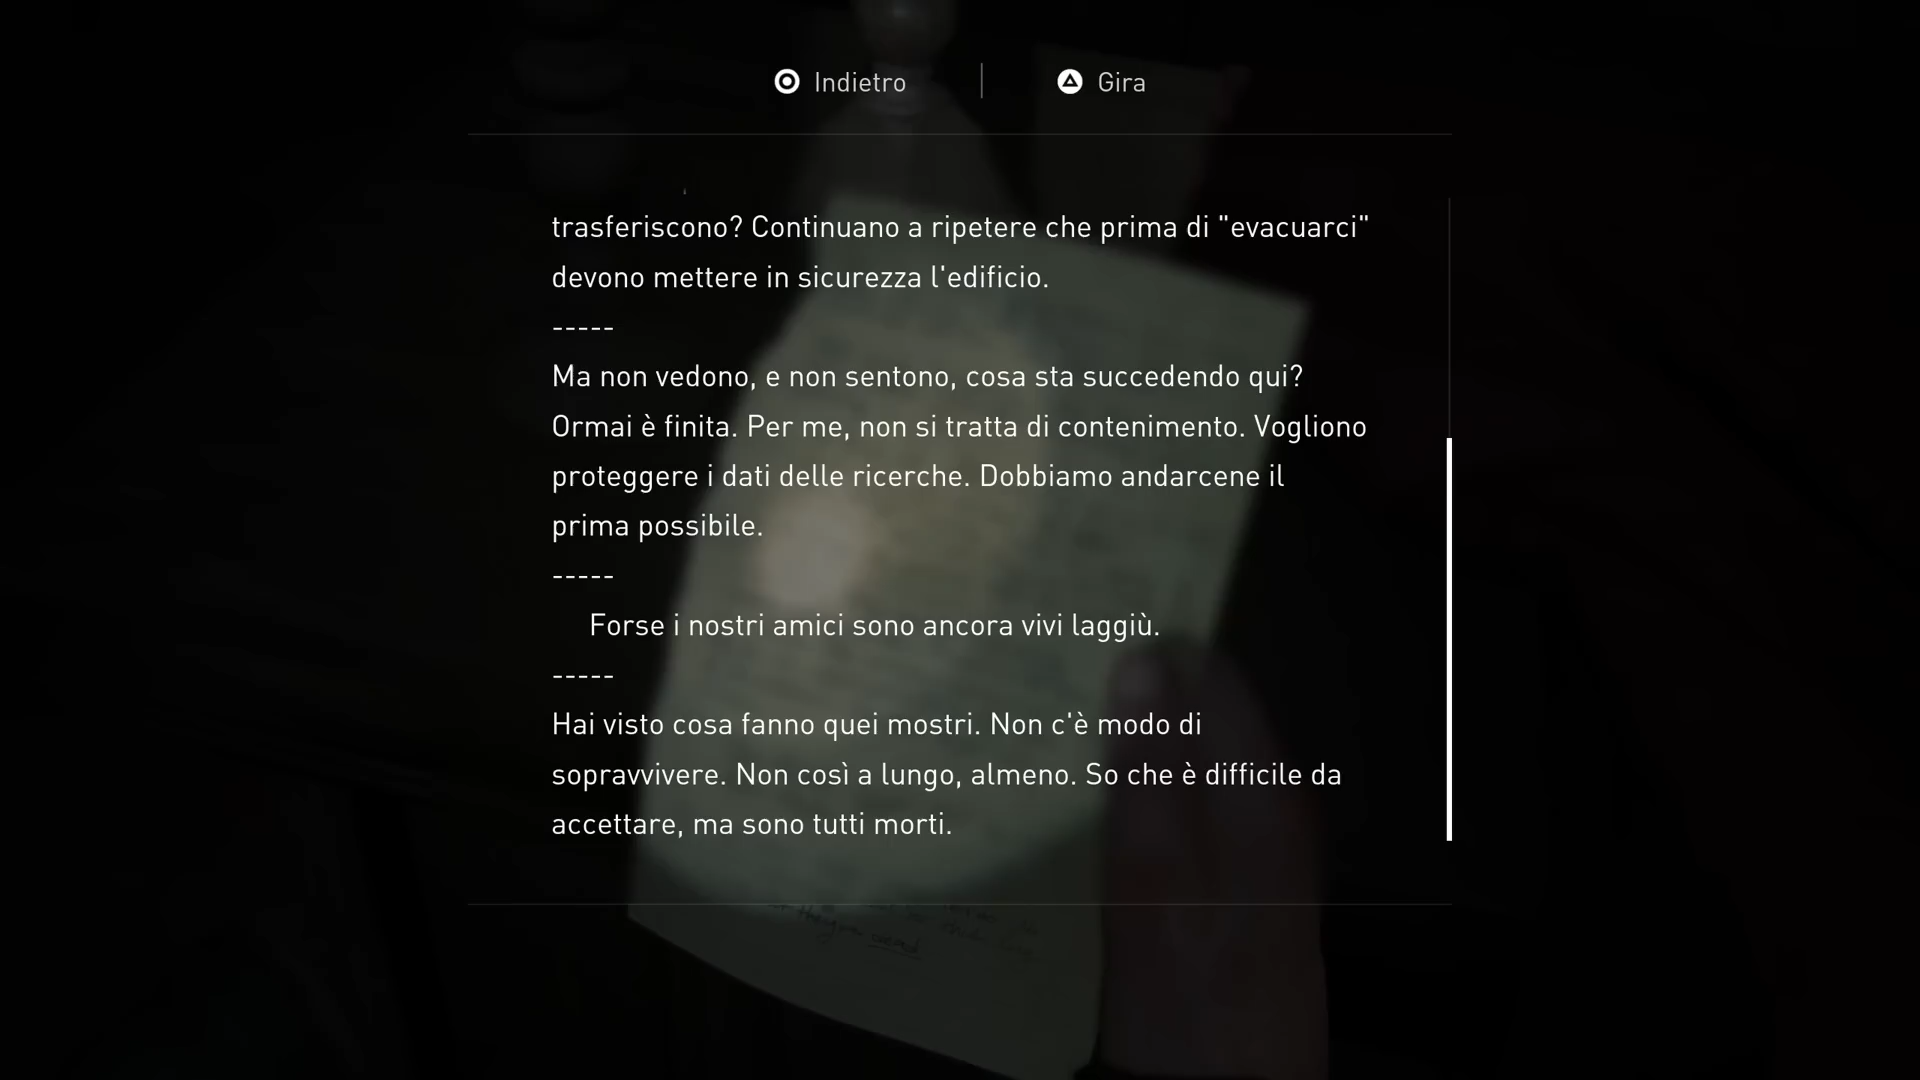 Indietro
Gira
trasferiscono? Continuano a ripetere che prima di "evacuarci"
devono mettere in sicurezza l'edificio.
-----
Ma non vedono, e non sentono, cosa sta succedendo qui?
Ormai è finita. Per me, non si tratta di contenimento. Vogliono
proteggere i dati delle ricerche. Dobbiamo andarcene il
prima possibile.
-----
Forse i nostri amici sono ancora vivi laggiù.
-----
Hai visto cosa fanno quei mostri. Non c'è modo di
sopravvivere. Non così a lungo, almeno. So che è difficile da
accettare, ma sono tutti morti.